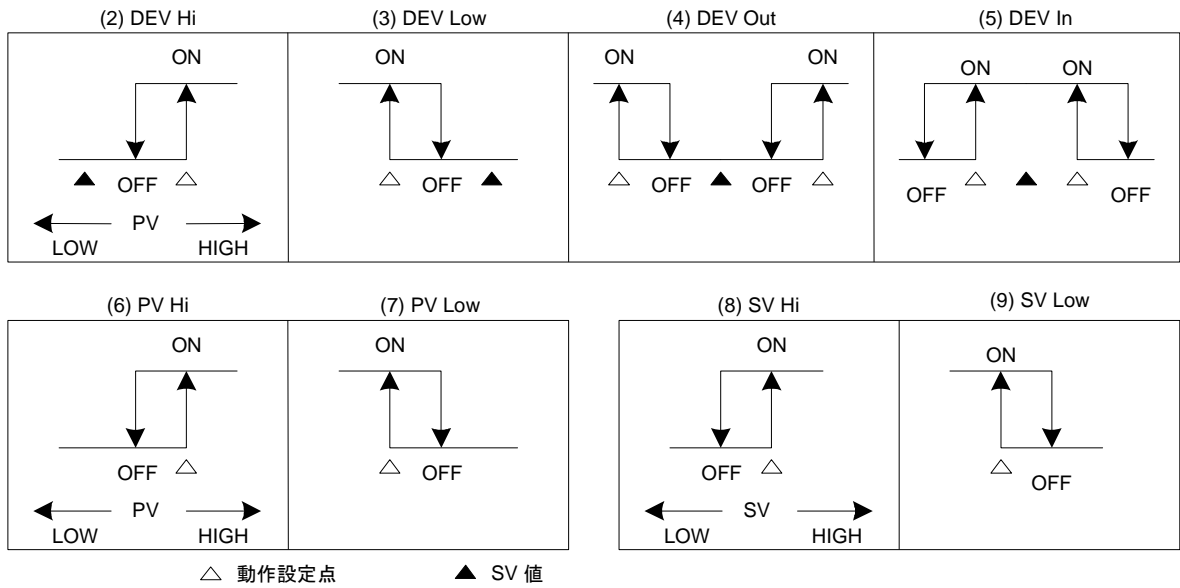 (2) DEV Hi (3) DEV Low (4) DEV Out (5) DEV In
ON ON ON ON ON ON
OFF OFF OFF OFF OFF OFF
PV
LOW HIGH
(6) PV Hi (7) PV Low (8) SV Hi (9) SV Low
ON ON ON ON
OFF OFF OFF OFF
PV SV
LOW HIGH LOW HIGH
△ 動作設定点 ▲ SV 値